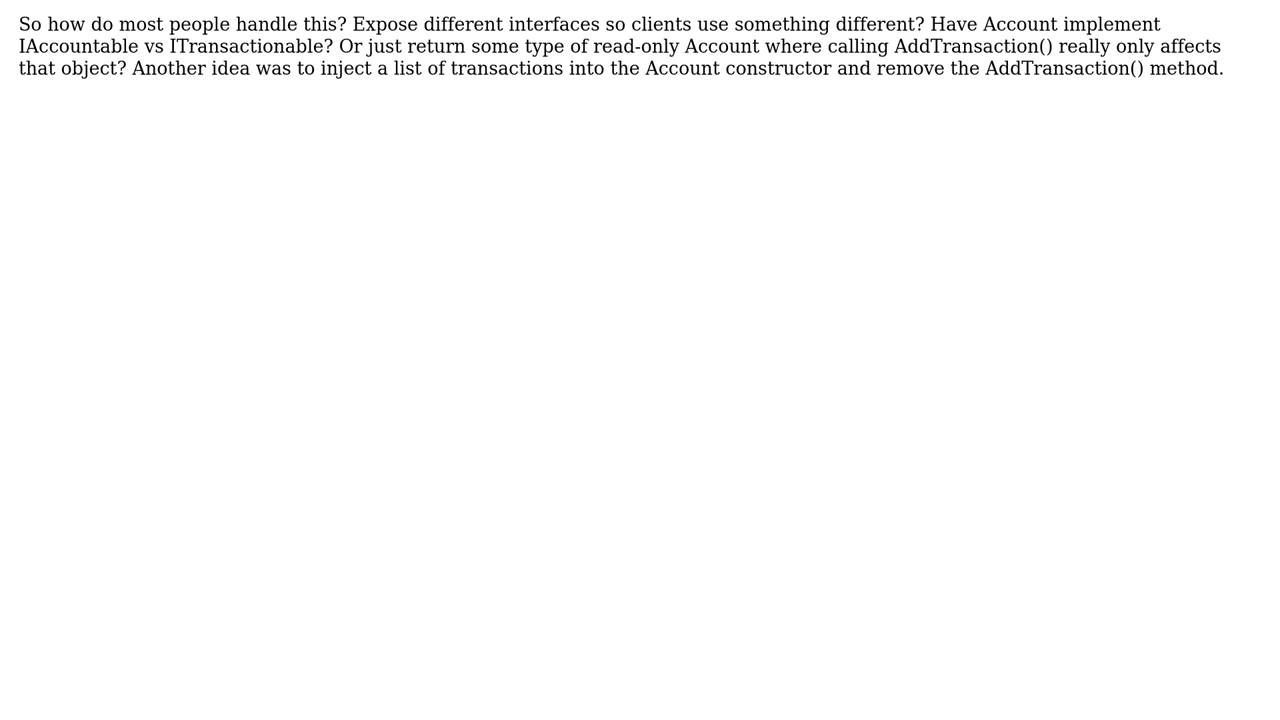 So how do most people handle this? Expose different interfaces so clients use something different? Have Account implement
IAccountable vs ITransactionable? Or just return some type of read-only Account where calling AddTransaction() really only affects
that object? Another idea was to inject a list of transactions into the Account constructor and remove the AddTransaction() method.